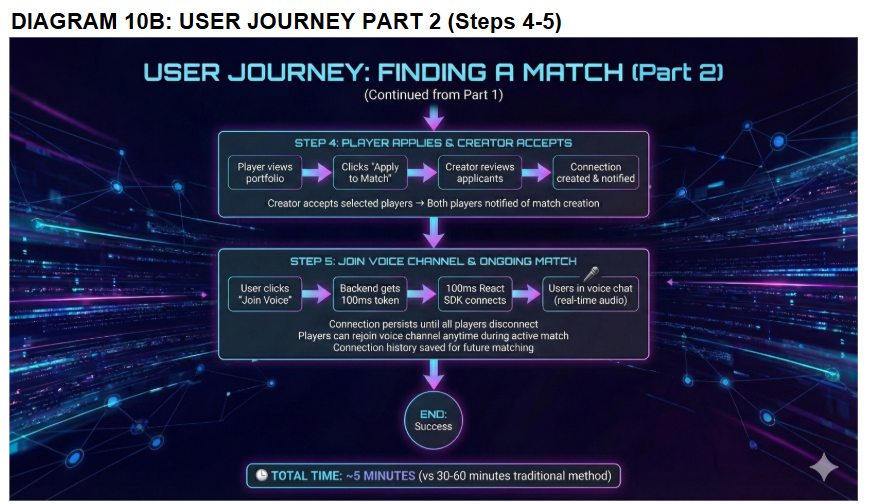 DIAGRAM 10B: USER JOURNEY PART 2 (Steps 4-5)
USER JOURNEY: FINDING A MATCH (Part 2)
(Continued from Part 1)
STEP 4: PLAYER APPLIES & CREATOR ACCEPTS
Player views
portfolio
Clicks "Apply
to Match"
Creator reviews
applicants
Connection
created & notified
Creator accepts selected players → Both players notified of match creation
STEP 5: JOIN VOICE CHANNEL & ONGOING MATCH
User clicks
"Join Voice"
Backend gets
100ms token
100ms React
SDK connects
Users in voice chat
(real-time audio)
Connection persists until all players disconnect
Players can rejoin voice channel anytime during active match
Connection history saved for future matching
END:
Success
TOTAL TIME: ~5 MINUTES (vs 30-60 minutes traditional method)